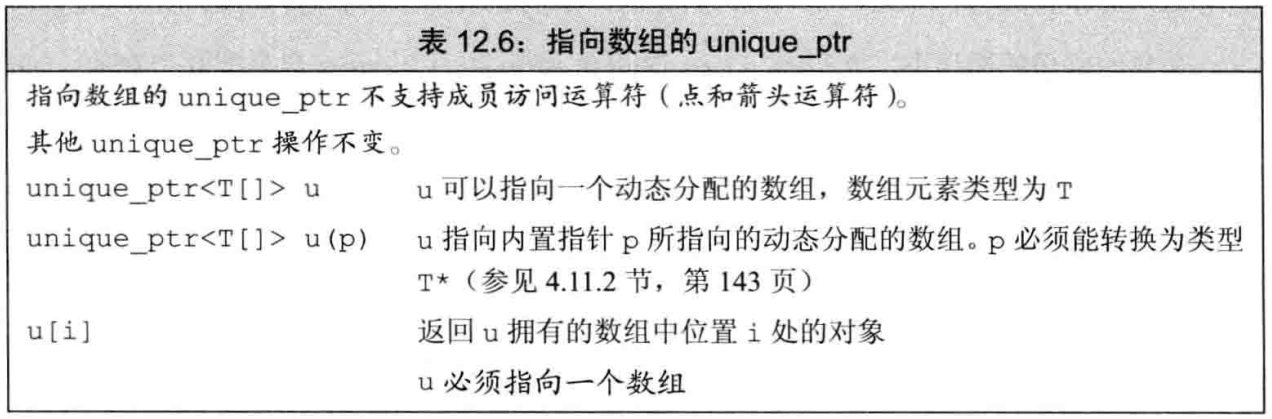 表 12.6：指向数组的 unique_ptr
指向数组的 unique_ptr 不支持成员访问运算符（点和箭头运算符）。
其他 unique_ptr 操作不变。
unique_ptr<T[]> u u 可以指向一个动态分配的数组，数组元素类型为 T
unique_ptr<T[]> u(p) u 指向内置指针 p 所指向的动态分配的数组。p 必须能转换为类型
T*（参见 4.11.2 节，第 143 页）
u[i] 返回 u 拥有的数组中位置 i 处的对象
u 必须指向一个数组